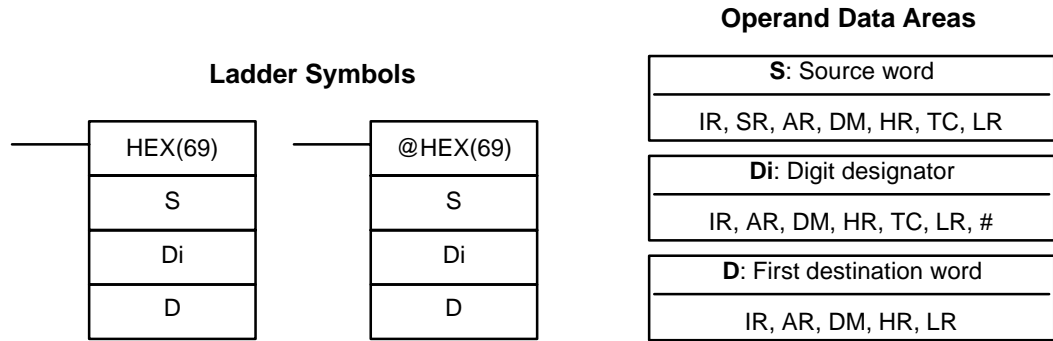 Ladder Symbols
HEX(69)
S
Di
D
@HEX(69)
S
Di
D
Operand Data Areas
S: Source word
IR, SR, AR, DM, HR, TC, LR
Di: Digit designator
IR, AR, DM, HR, TC, LR, #
D: First destination word
IR, AR, DM, HR, LR